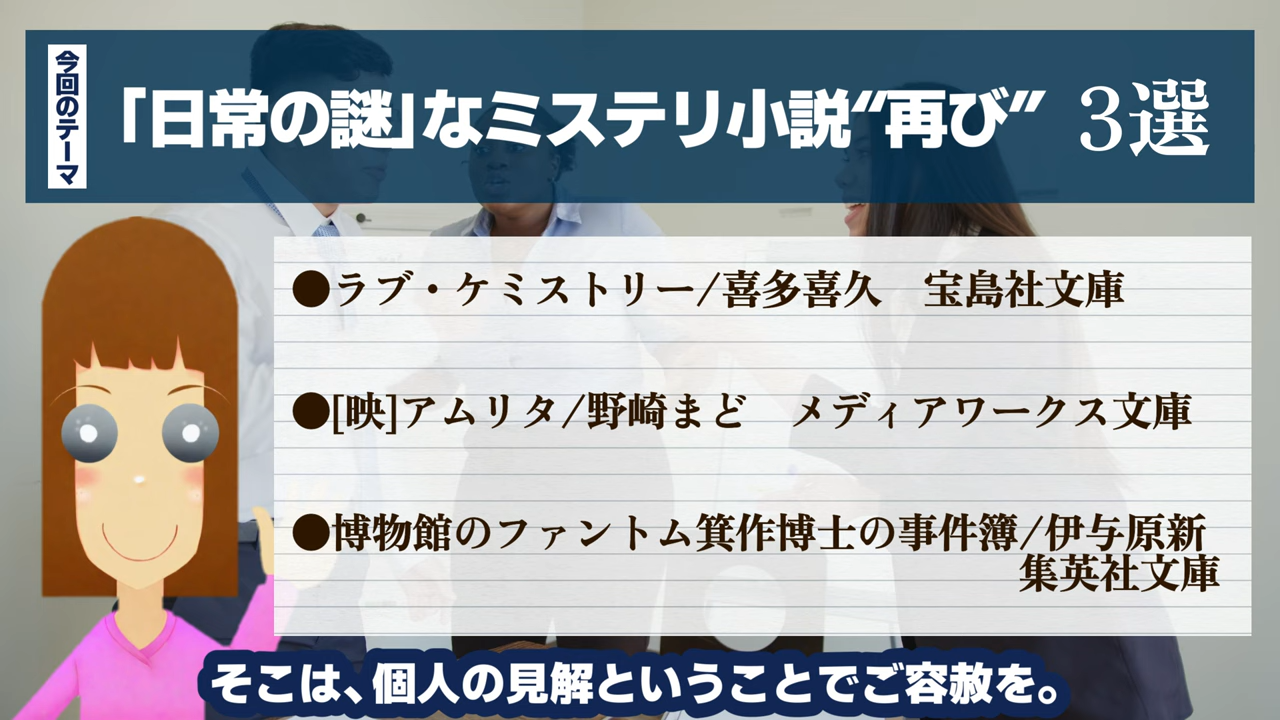 今回のテーマ
「日常の謎」なミステリ小説“再び” 3選
●ラブ・ケミストリー/喜多喜久 宝島社文庫
●[映]アムリタ/野崎まど メディアワークス文庫
●博物館のファントム箕作博士の事件簿/伊与原新
集英社文庫
そこは、個人の見解ということでご容赦を。